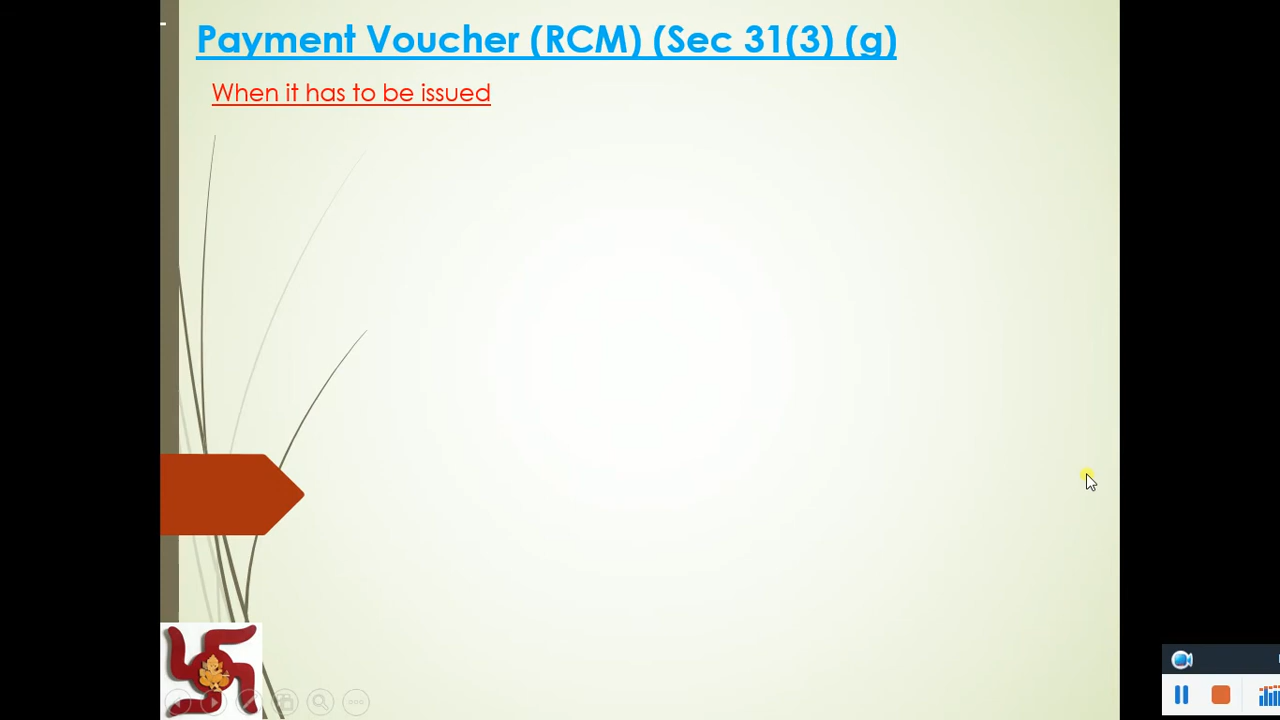 Payment Voucher (RCM) (Sec 31(3) (g)
When it has to be issued